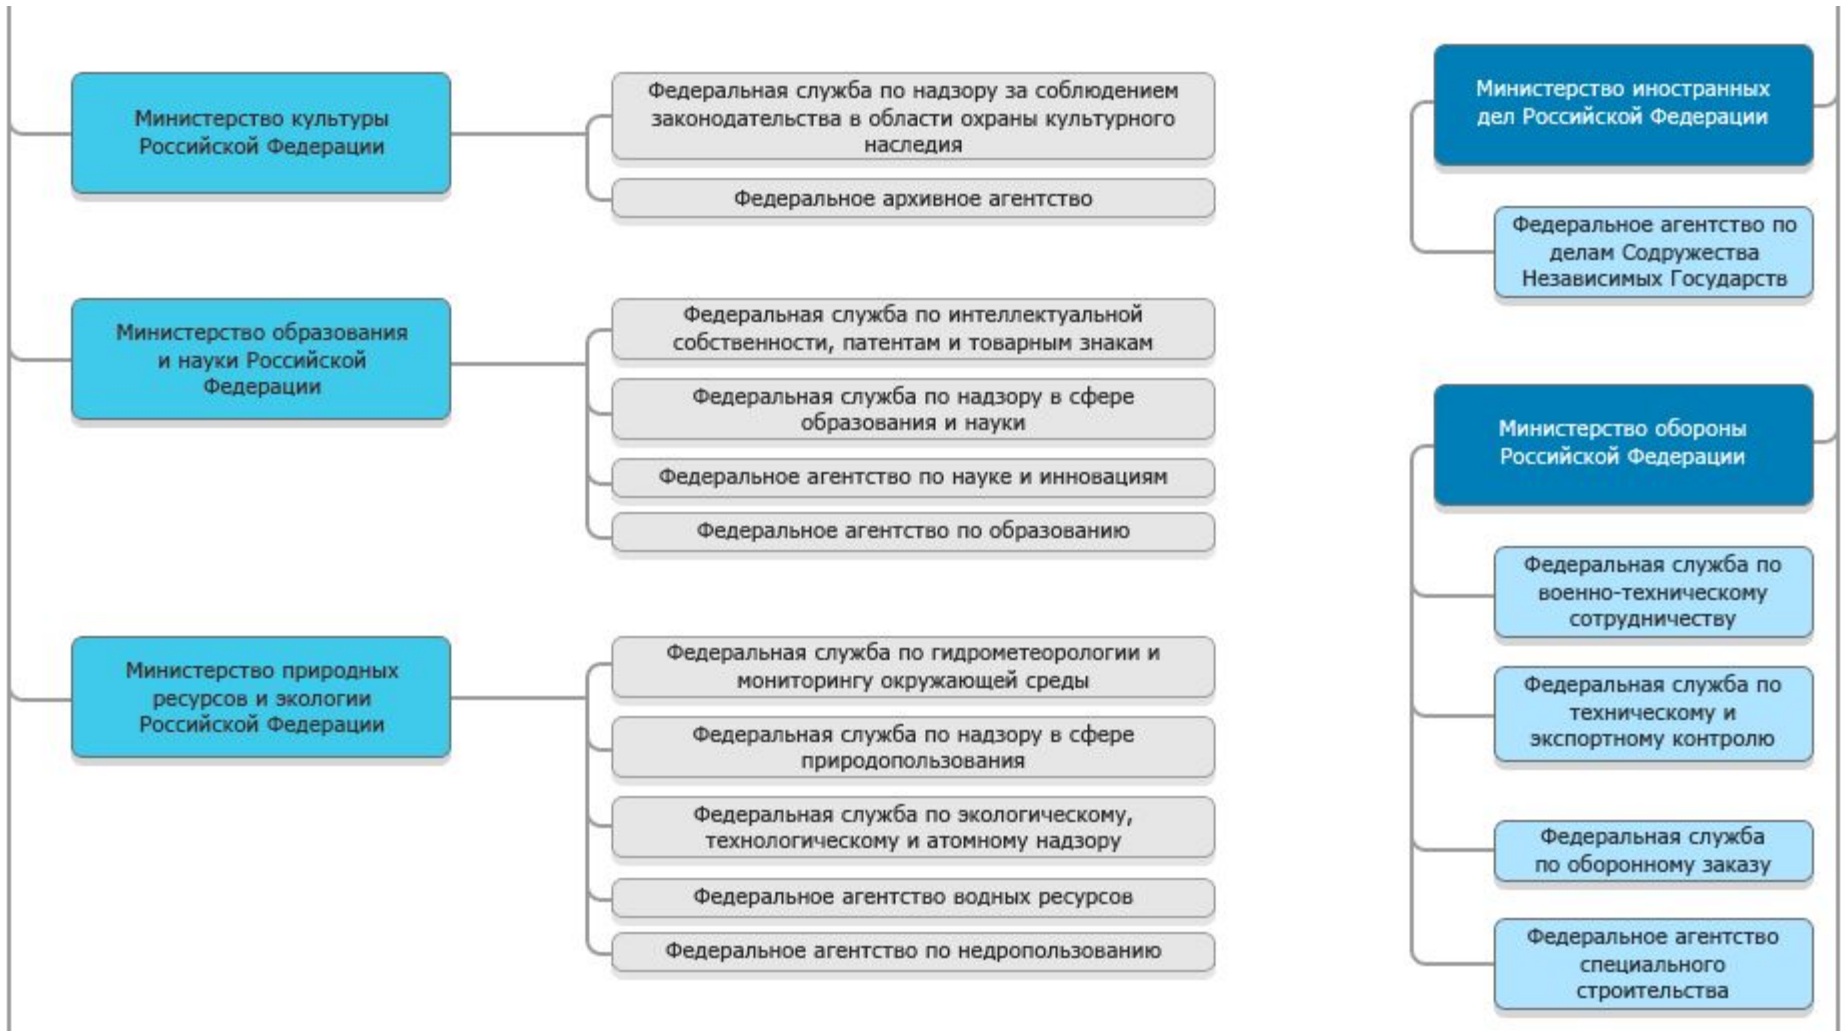 Министерство культуры
Российской Федерации
Федеральная служба по надзору за соблюдением
законодательства в области охраны культурного
наследия
Федеральное архивное агентство
Министерство образования
и науки Российской
Федерации
Федеральная служба по интеллектуальной
собственности, патентам и товарным знакам
Федеральная служба по надзору в сфере
образования и науки
Федеральное агентство по науке и инновациям
Федеральное агентство по образованию
Министерство природных
ресурсов и экологии
Российской Федерации
Федеральная служба по гидрометеорологии и
мониторингу окружающей среды
Федеральная служба по надзору в сфере
природопользования
Федеральная служба по экологическому,
технологическому и атомному надзору
Федеральное агентство водных ресурсов
Федеральное агентство по недропользованию
Министерство иностранных
дел Российской Федерации
Федеральное агентство по
делам Содружества
Независимых Государств
Министерство обороны
Российской Федерации
Федеральная служба по
военно-техническому
сотрудничеству
Федеральная служба по
техническому и
экспортному контролю
Федеральная служба
по оборонному заказу
Федеральное агентство
специального
строительства